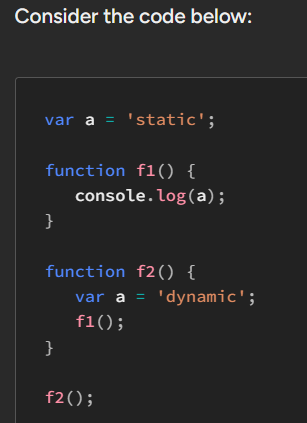 Consider the code below:
var a = 'static';
function f1() {
console.log(a);
}
function f2() {
var a = 'dynamic';
f1();
}
f2();